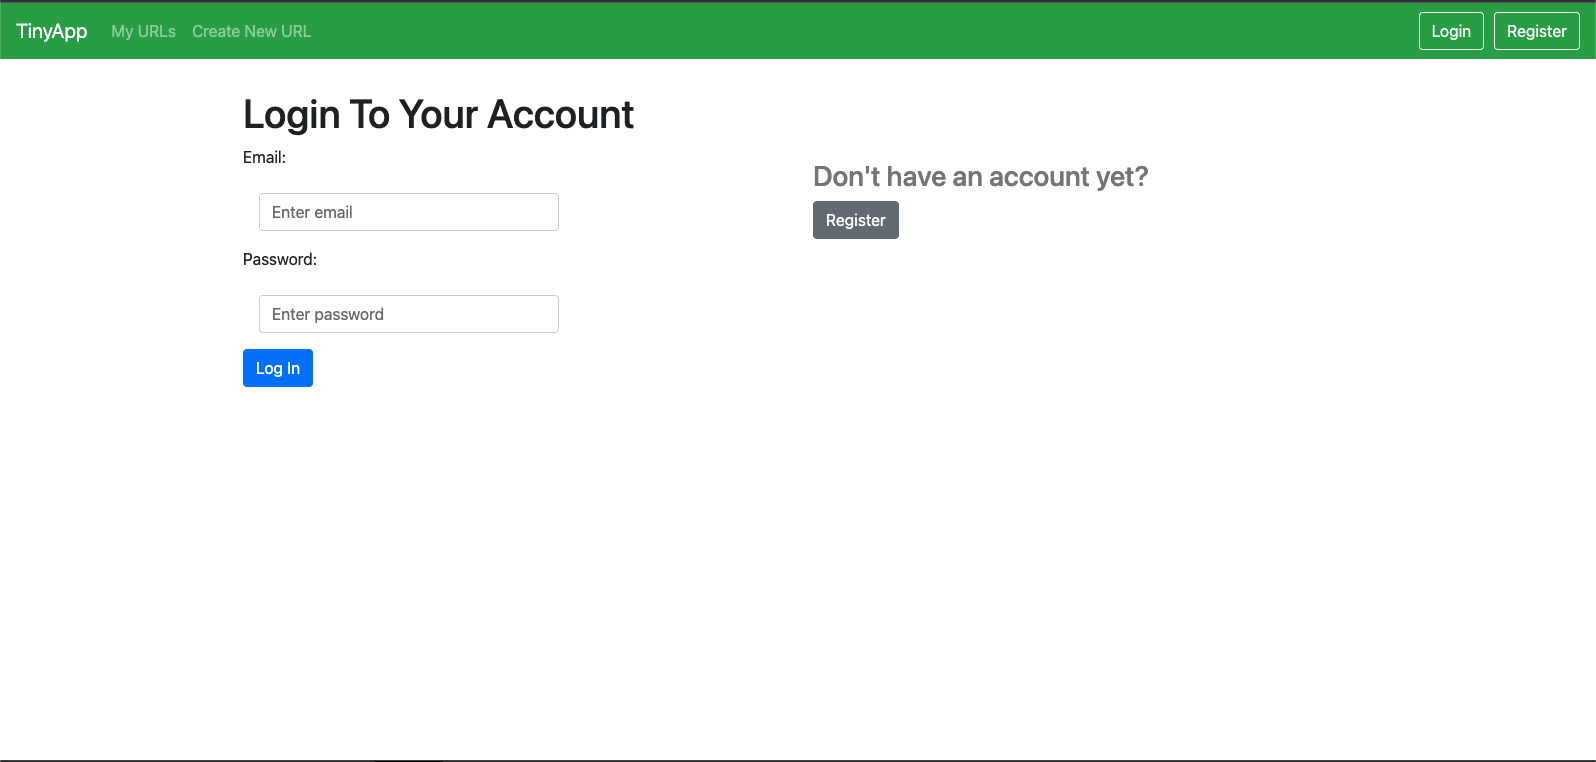 TinyApp My URLs Create New URL Login Register
Login To Your Account
Email:
Enter email
Password:
Enter password
Log In
Don't have an account yet?
Register